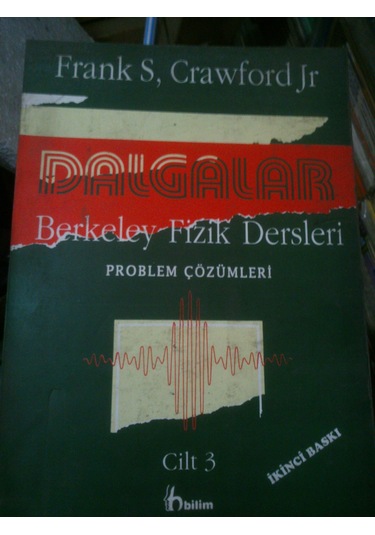 Frank S, Crawford Jr
DALGALAR
Berkeley Fizik Dersleri
PROBLEM ÇÖZÜMLERİ
Cilt 3
İKİNCİ BASKI
bilim